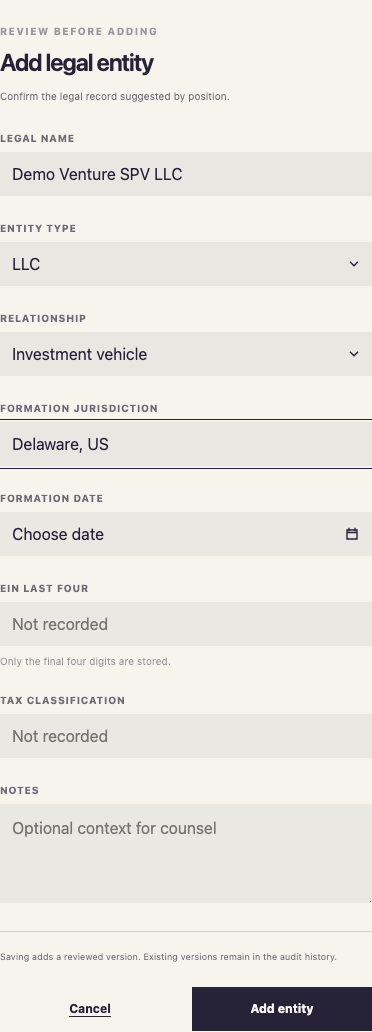 REVIEW BEFORE ADDING
Add legal entity
Confirm the legal record suggested by position.
LEGAL NAME
Demo Venture SPV LLC
ENTITY TYPE
LLC
RELATIONSHIP
Investment vehicle
FORMATION JURISDICTION
Delaware, US
FORMATION DATE
Choose date
EIN LAST FOUR
Not recorded
Only the final four digits are stored.
TAX CLASSIFICATION
Not recorded
NOTES
Optional context for counsel
Saving adds a reviewed version. Existing versions remain in the audit history.
Cancel
Add entity